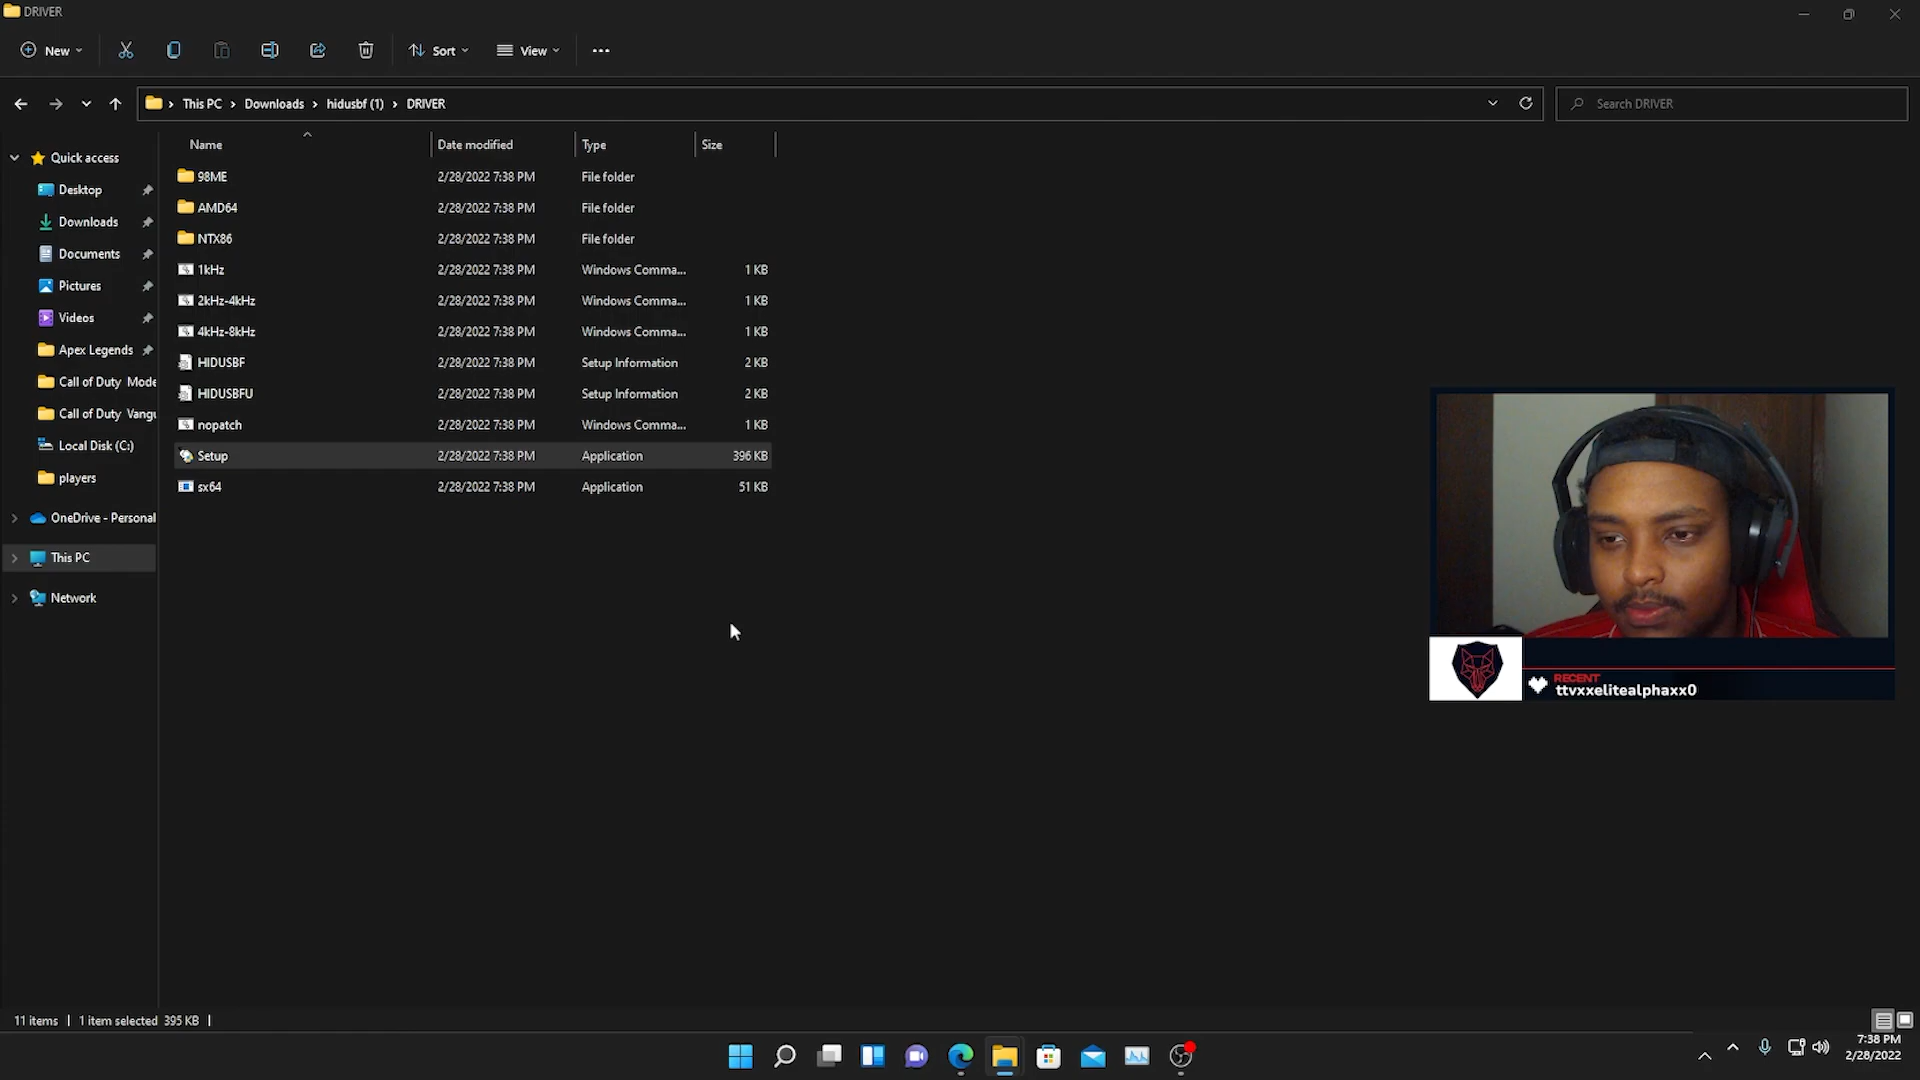 DRIVER
New
Sort
View
This PC > Downloads > hidusbf (1) > DRIVER
Search DRIVER
Name Date modified Type Size
Quick access
Desktop
Downloads
Documents
Pictures
Videos
Apex Legends
Call of Duty Mode
Call of Duty Vangu
Local Disk (C:)
players
OneDrive - Personal
This PC
Network
98ME 2/28/2022 7:38 PM File folder
AMD64 2/28/2022 7:38 PM File folder
NTX86 2/28/2022 7:38 PM File folder
1kHz 2/28/2022 7:38 PM Windows Comma... 1 KB
2kHz-4kHz 2/28/2022 7:38 PM Windows Comma... 1 KB
4kHz-8kHz 2/28/2022 7:38 PM Windows Comma... 1 KB
HIDUSBF 2/28/2022 7:38 PM Setup Information 2 KB
HIDUSBFU 2/28/2022 7:38 PM Setup Information 2 KB
nopatch 2/28/2022 7:38 PM Windows Comma... 1 KB
Setup 2/28/2022 7:38 PM Application 396 KB
sx64 2/28/2022 7:38 PM Application 51 KB
RECENT
ttvxxelitealphaxx0
11 items | 1 item selected 395 KB |
7:38 PM
2/28/2022